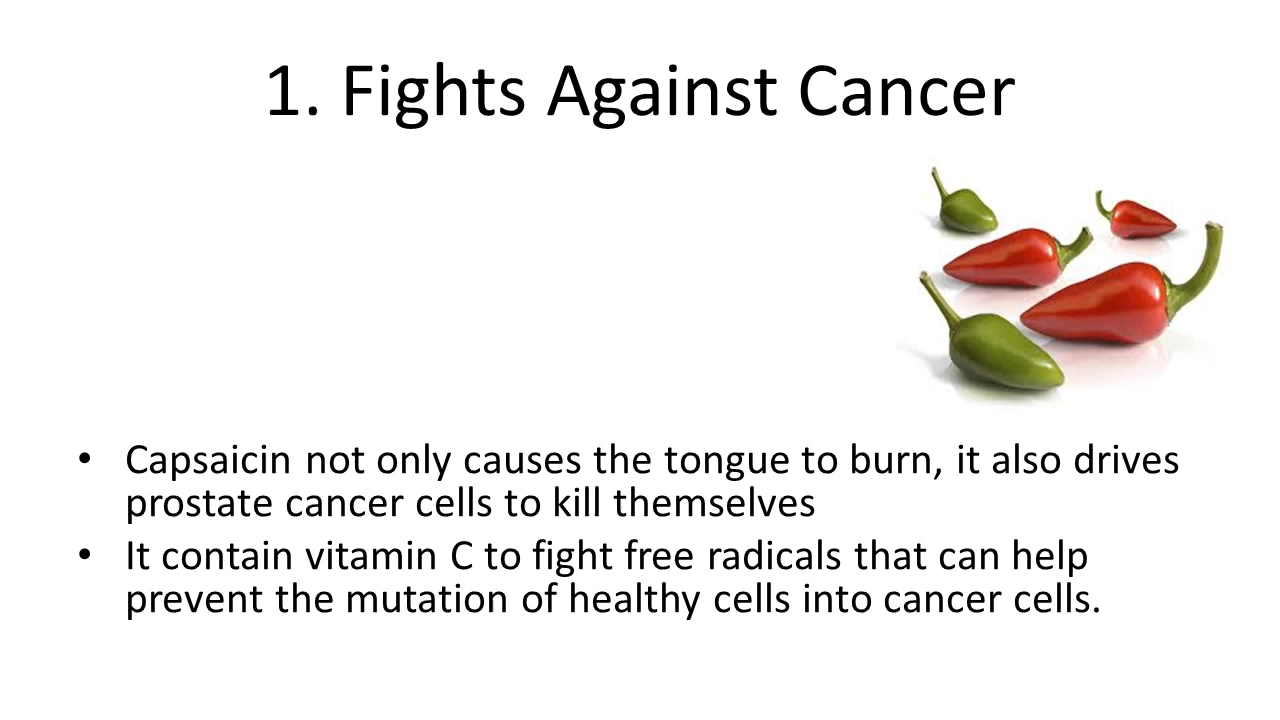 1. Fights Against Cancer
• Capsaicin not only causes the tongue to burn, it also drives
prostate cancer cells to kill themselves
• It contain vitamin C to fight free radicals that can help
prevent the mutation of healthy cells into cancer cells.